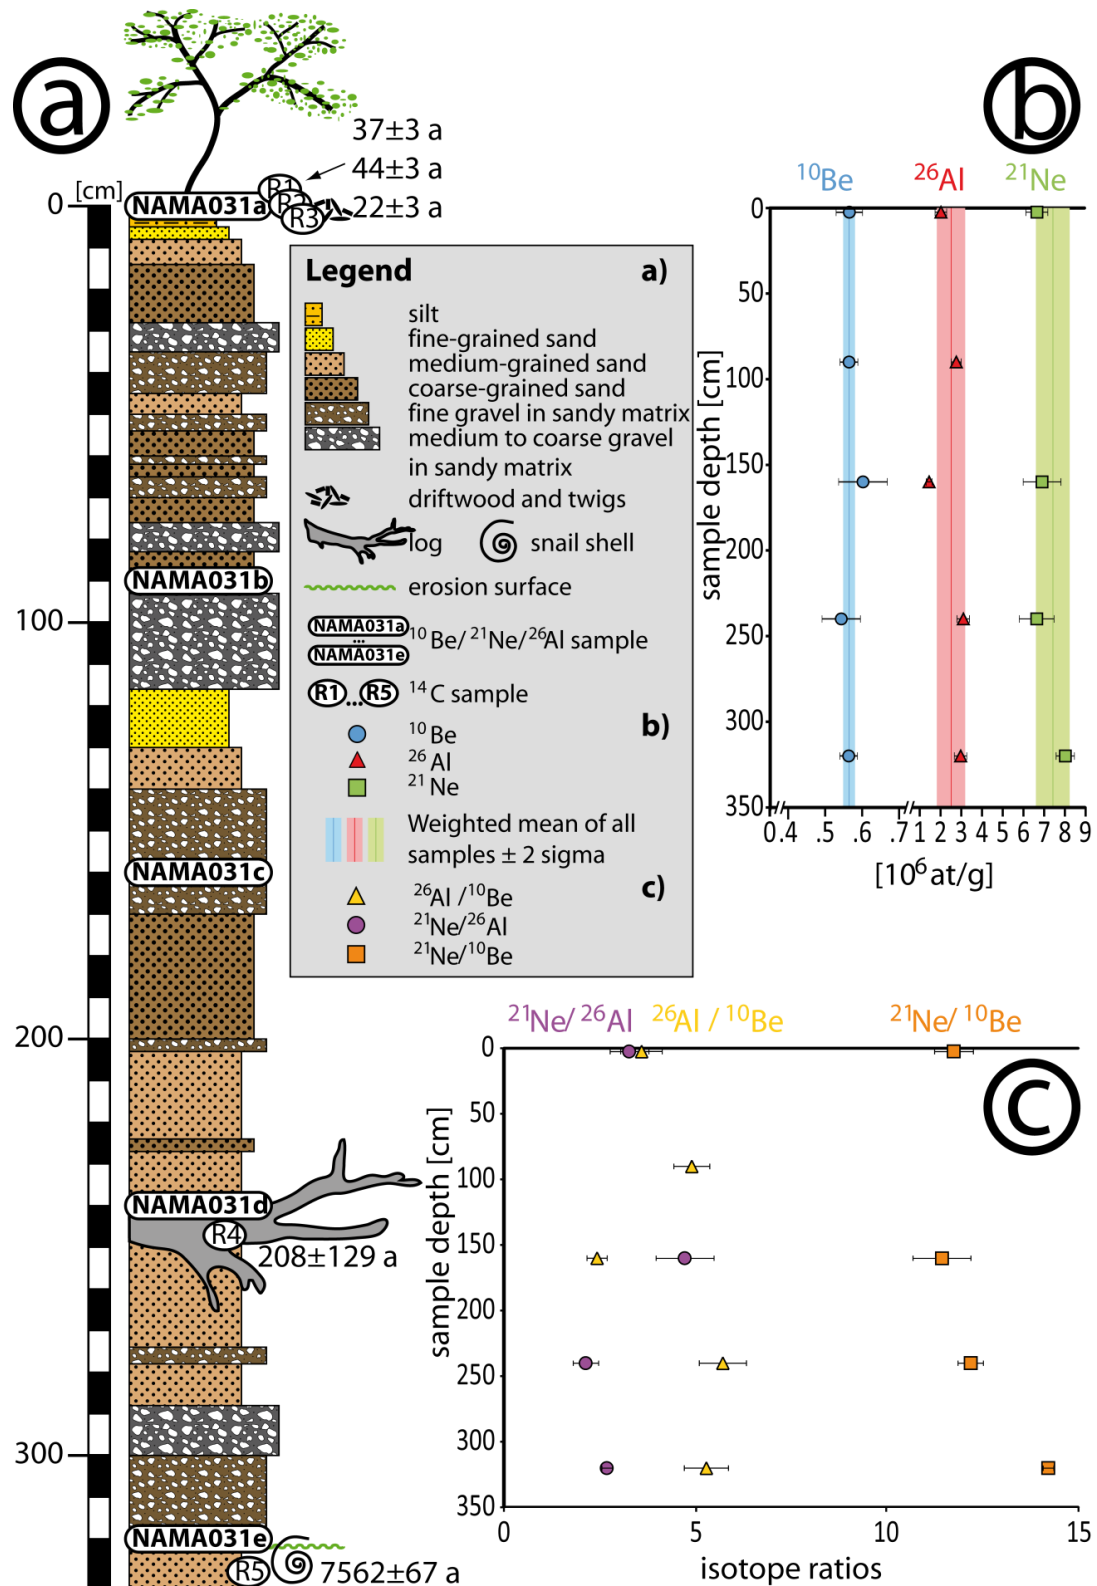 a
37±3 a
44±3 a
22±3 a
[cm]
0
100
200
300
NAMA031a
R1
R2
R3
NAMA031b
NAMA031c
NAMA031d
R4
208±129 a
NAMA031e
R5
7562±67 a
Legend
a)
silt
fine-grained sand
medium-grained sand
coarse-grained sand
fine gravel in sandy matrix
medium to coarse gravel
in sandy matrix
driftwood and twigs
log
snail shell
erosion surface
NAMA031a
...
NAMA031e
10Be/21Ne/26Al sample
R1...R5
14C sample
b)
10Be
26Al
21Ne
Weighted mean of all
samples ± 2 sigma
c)
26Al/10Be
21Ne/26Al
21Ne/10Be
b
10Be
26Al
21Ne
0
50
100
150
200
250
300
350
sample depth [cm]
0.4 .5 .6 .7 1 2 3 4 5 6 7 8 9
[106 at/g]
c
21Ne/ 26Al
26Al / 10Be
21Ne/ 10Be
0
50
100
150
200
250
300
350
sample depth [cm]
0 5 10 15
isotope ratios